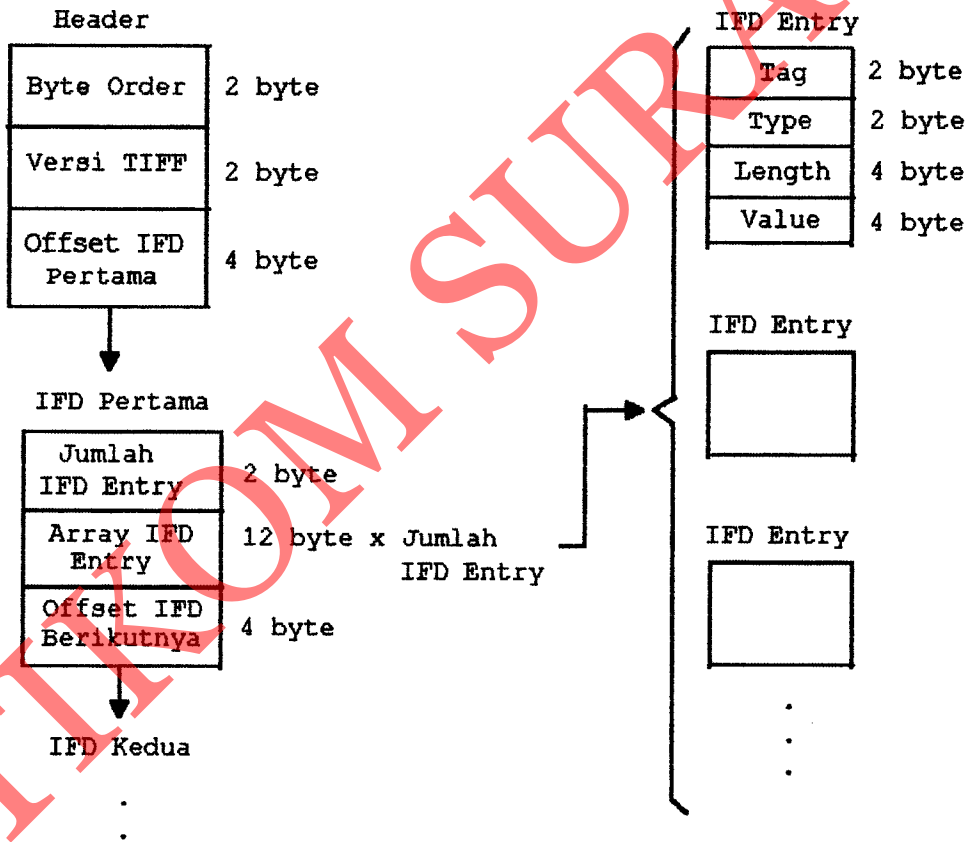 Header
Byte Order
2 byte
Versi TIFF
2 byte
Offset IFD
Pertama
4 byte
IFD Pertama
Jumlah
IFD Entry
2 byte
Array IFD
Entry
12 byte x Jumlah
IFD Entry
Offset IFD
Berikutnya
4 byte
IFD Kedua
IFD Entry
Tag
2 byte
Type
2 byte
Length
4 byte
Value
4 byte
IFD Entry
IFD Entry
TIKOM SURA